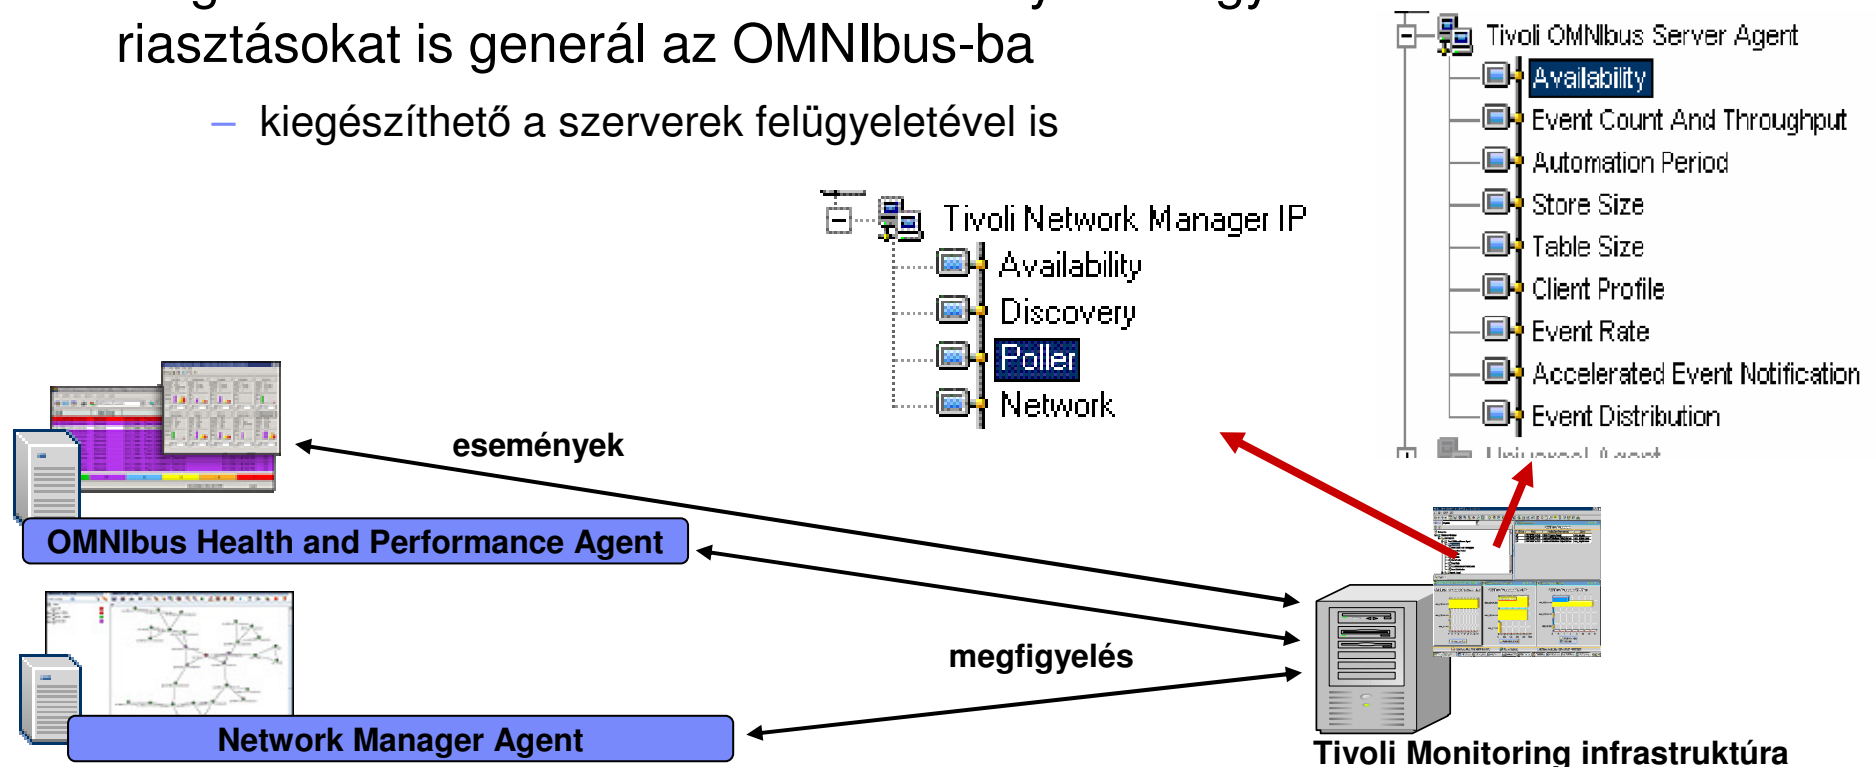 riasztásokat is generál az OMNIbus-ba
– kiegészíthető a szerverek felügyeletével is
Tivoli OMNIbus Server Agent
Availability
Event Count And Throughput
Automation Period
Store Size
Table Size
Client Profile
Event Rate
Accelerated Event Notification
Event Distribution
Universal Agent
Tivoli Network Manager IP
Availability
Discovery
Poller
Network
események
OMNIbus Health and Performance Agent
megfigyelés
Network Manager Agent
Tivoli Monitoring infrastruktúra